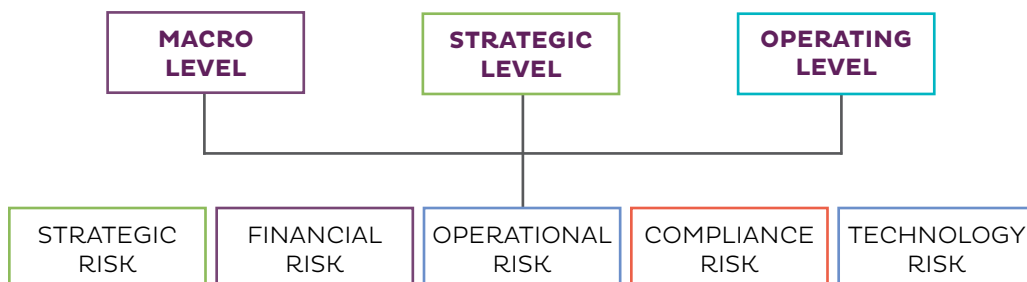 MACRO
LEVEL
STRATEGIC
LEVEL
OPERATING
LEVEL
STRATEGIC
RISK
FINANCIAL
RISK
OPERATIONAL
RISK
COMPLIANCE
RISK
TECHNOLOGY
RISK